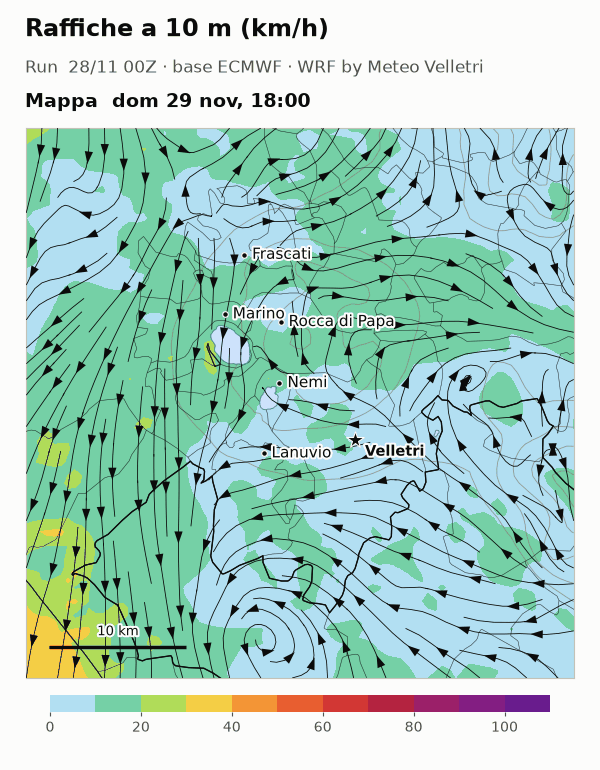 Raffiche a 10 m (km/h)
Run  28/11 00Z · base ECMWF · WRF by Meteo Velletri
Mappa  dom 29 nov, 18:00
Frascati
Marino
Rocca di Papa
Nemi
Velletri
Lanuvio
10 km
0 20 40 60 80 100